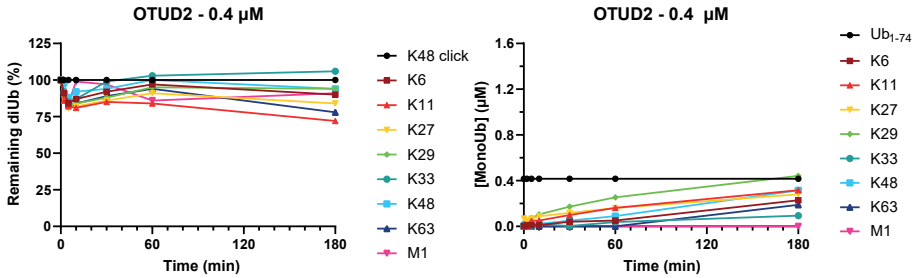 OTUD2 - 0.4 µM
Remaining diUb (%)
125
100
75
50
25
0
0
60
120
180
Time (min)
K48 click
K6
K11
K27
K29
K33
K48
K63
M1
OTUD2 - 0.4 µM
[MonoUb] (µM)
1.6
1.2
0.8
0.4
0.0
0
60
120
180
Time (min)
Ub1-74
K6
K11
K27
K29
K33
K48
K63
M1